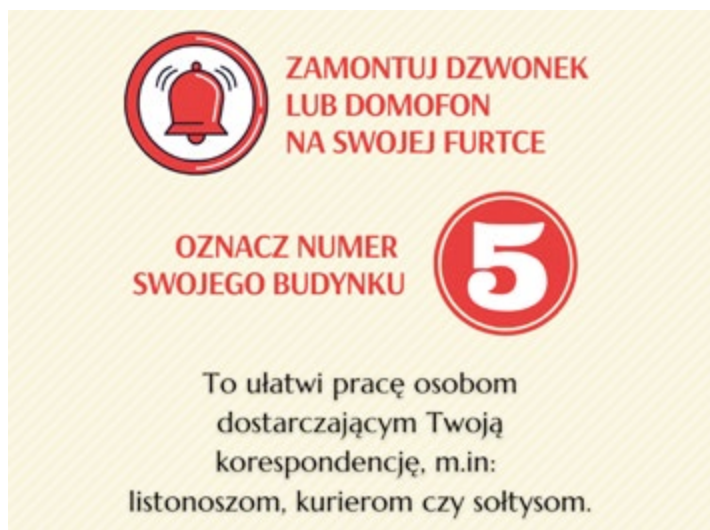 ZAMONTUJ DZWONEK
LUB DOMOFON
NA SWOJEJ FURTCE
OZNACZ NUMER
SWOJEGO BUDYNKU
5
To ułatwi pracę osobom
dostarczającym Twoją
korespondencję, m.in:
listonoszom, kurierom czy sołtysom.